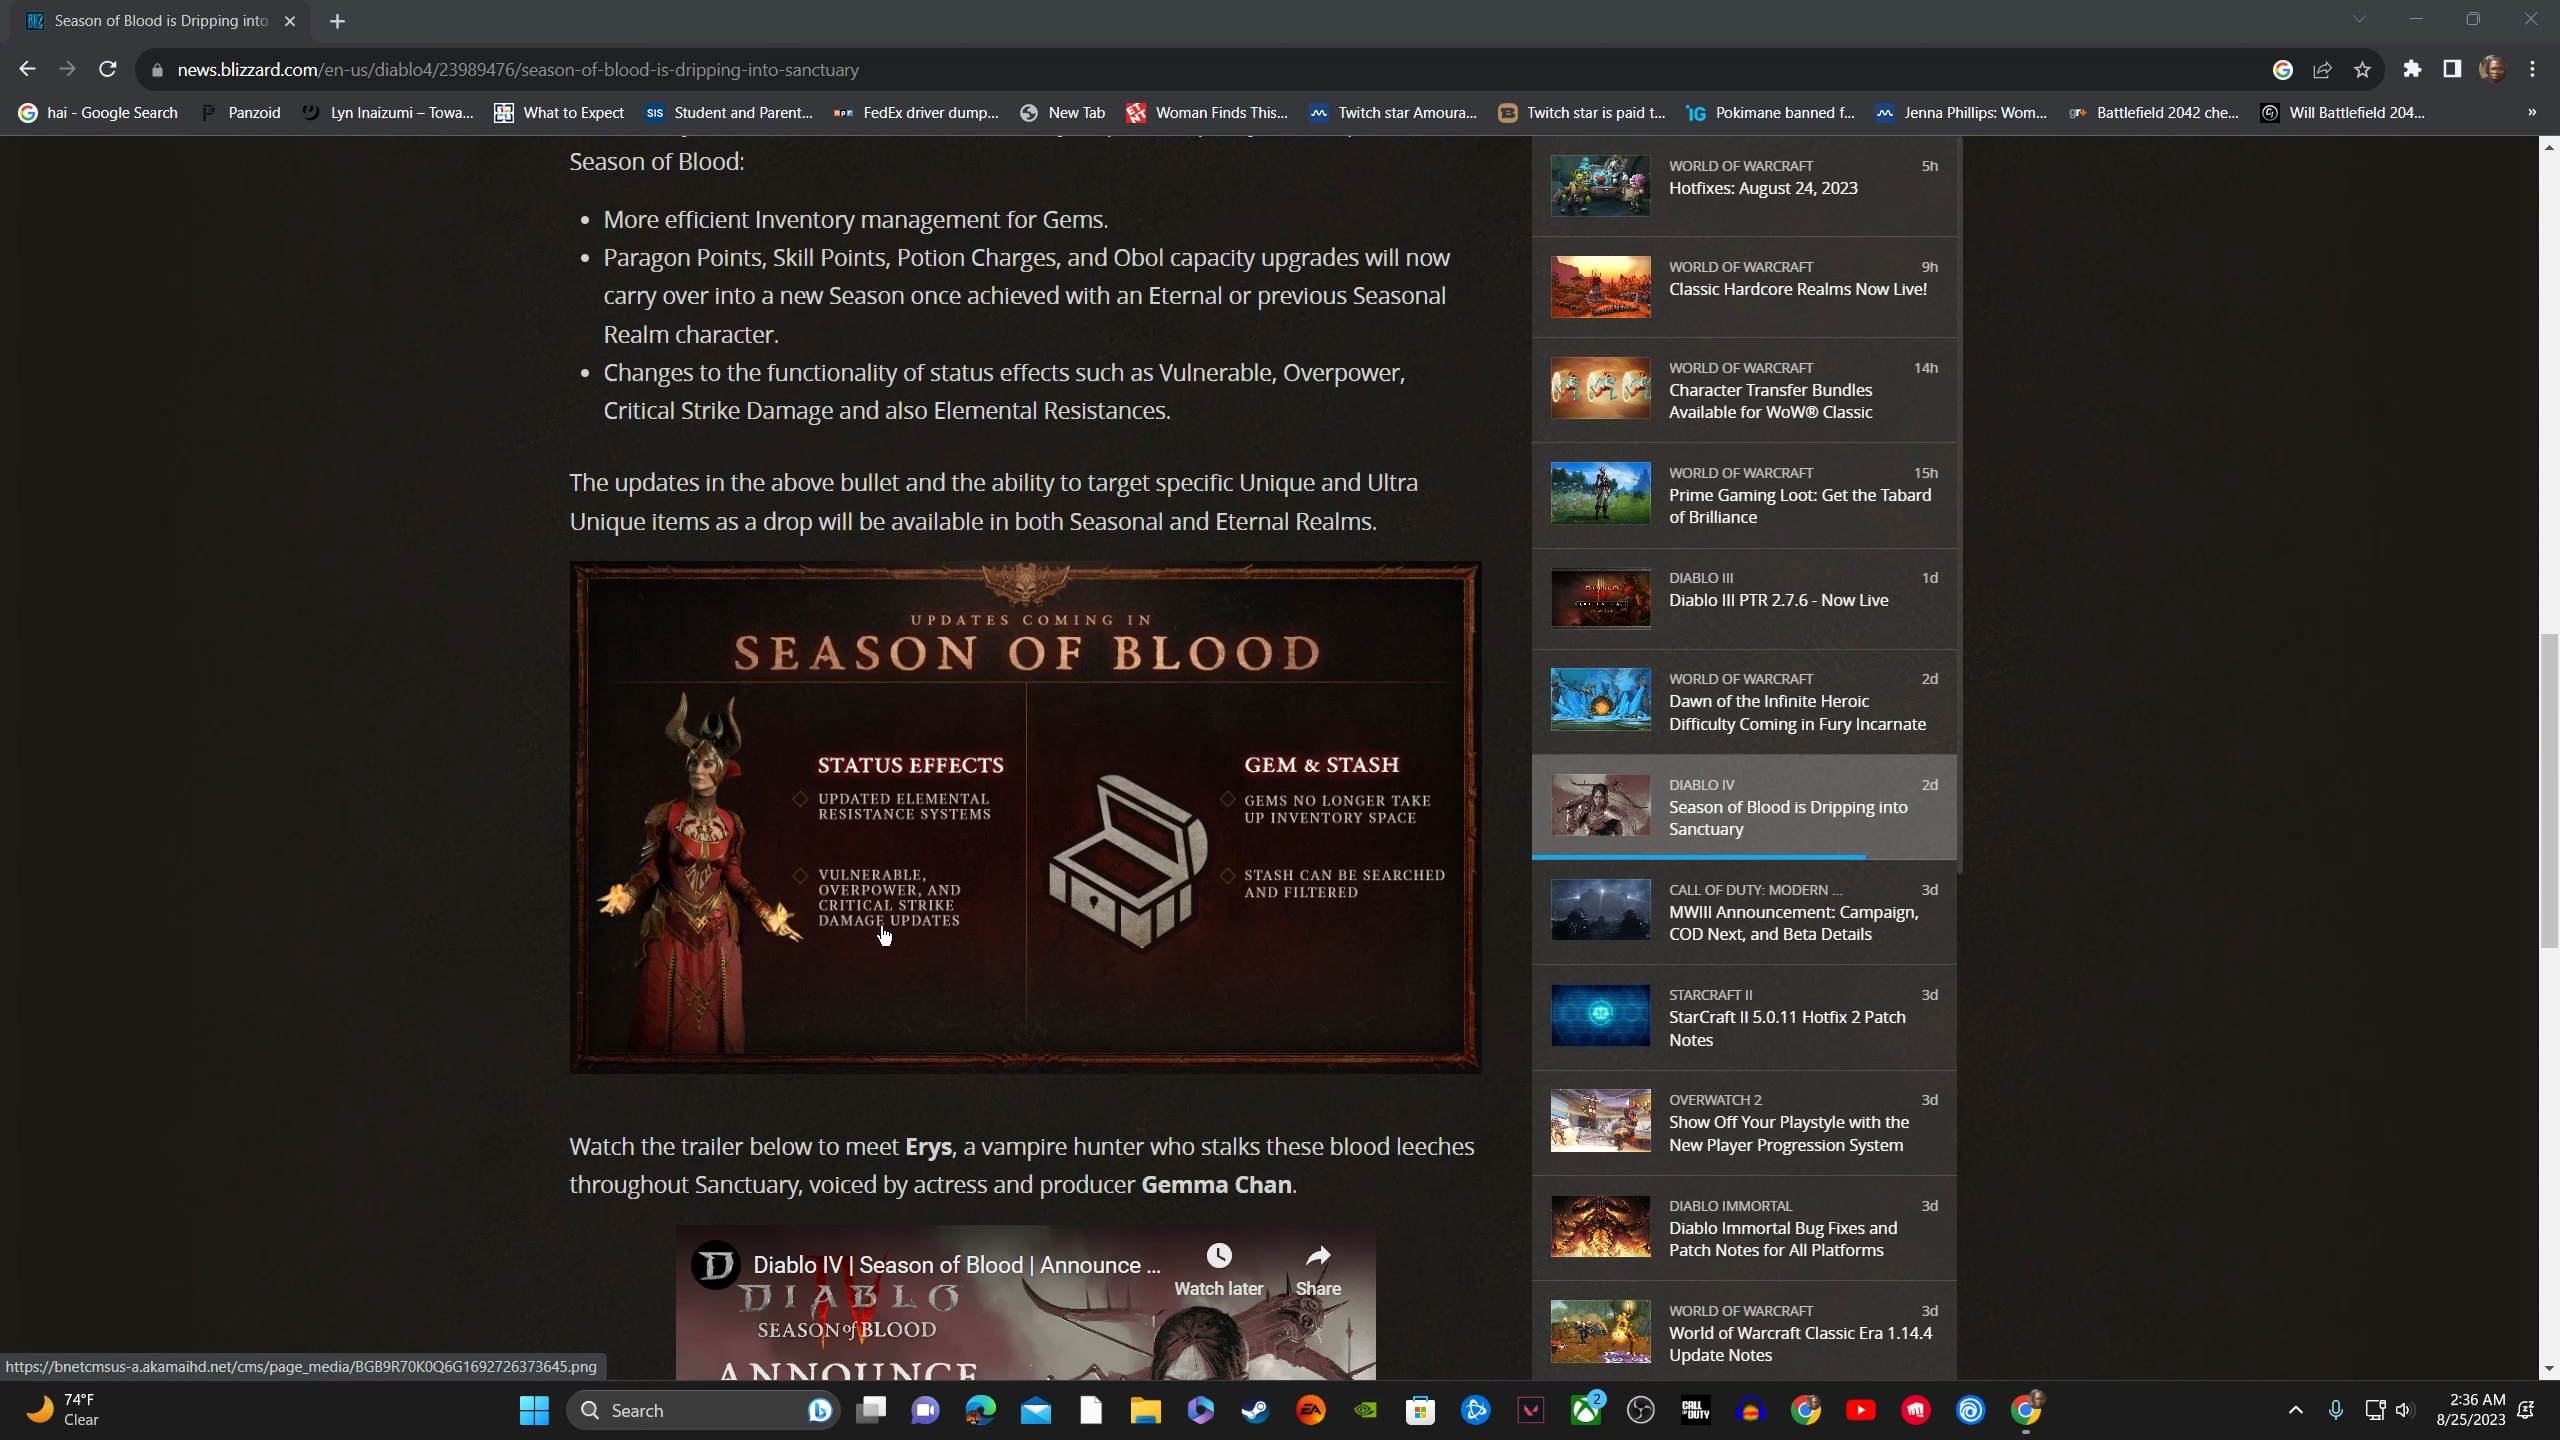 Season of Blood is Dripping into
news.blizzard.com/en-us/diablo4/23989476/season-of-blood-is-dripping-into-sanctuary
hai - Google Search
Panzoid
Lyn Inaizumi – Towa...
What to Expect
SIS
Student and Parent...
FedEx driver dump...
New Tab
Woman Finds This...
Twitch star Amoura...
Twitch star is paid t...
Pokimane banned f...
Jenna Phillips: Wom...
Battlefield 2042 che...
Will Battlefield 204...
»
Season of Blood:
• More efficient Inventory management for Gems.
• Paragon Points, Skill Points, Potion Charges, and Obol capacity upgrades will now
carry over into a new Season once achieved with an Eternal or previous Seasonal
Realm character.
• Changes to the functionality of status effects such as Vulnerable, Overpower,
Critical Strike Damage and also Elemental Resistances.
The updates in the above bullet and the ability to target specific Unique and Ultra
Unique items as a drop will be available in both Seasonal and Eternal Realms.
UPDATES COMING IN
SEASON OF BLOOD
STATUS EFFECTS
UPDATED ELEMENTAL
RESISTANCE SYSTEMS
VULNERABLE,
OVERPOWER, AND
CRITICAL STRIKE
DAMAGE UPDATES
GEM & STASH
GEMS NO LONGER TAKE
UP INVENTORY SPACE
STASH CAN BE SEARCHED
AND FILTERED
Watch the trailer below to meet Erys, a vampire hunter who stalks these blood leeches
throughout Sanctuary, voiced by actress and producer Gemma Chan.
Diablo IV | Season of Blood | Announce ...
Watch later
Share
DIABLO
SEASON of BLOOD
ANNOUNCE
WORLD OF WARCRAFT 5h
Hotfixes: August 24, 2023
WORLD OF WARCRAFT 9h
Classic Hardcore Realms Now Live!
WORLD OF WARCRAFT 14h
Character Transfer Bundles
Available for WoW® Classic
WORLD OF WARCRAFT 15h
Prime Gaming Loot: Get the Tabard
of Brilliance
DIABLO III 1d
Diablo III PTR 2.7.6 - Now Live
WORLD OF WARCRAFT 2d
Dawn of the Infinite Heroic
Difficulty Coming in Fury Incarnate
DIABLO IV 2d
Season of Blood is Dripping into
Sanctuary
CALL OF DUTY: MODERN ... 3d
MWIII Announcement: Campaign,
COD Next, and Beta Details
STARCRAFT II 3d
StarCraft II 5.0.11 Hotfix 2 Patch
Notes
OVERWATCH 2 3d
Show Off Your Playstyle with the
New Player Progression System
DIABLO IMMORTAL 3d
Diablo Immortal Bug Fixes and
Patch Notes for All Platforms
WORLD OF WARCRAFT 3d
World of Warcraft Classic Era 1.14.4
Update Notes
https://bnetcmsus-a.akamaihd.net/cms/page_media/BGB9R70K0Q6G1692726373645.png
74°F
Clear
Search
EA
2
CALL OF DUTY
2:36 AM
8/25/2023